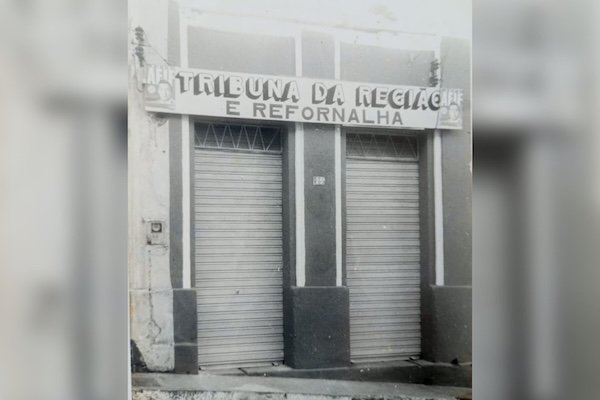 TRIBUNA DA REGIÃO
E REFORNALHA